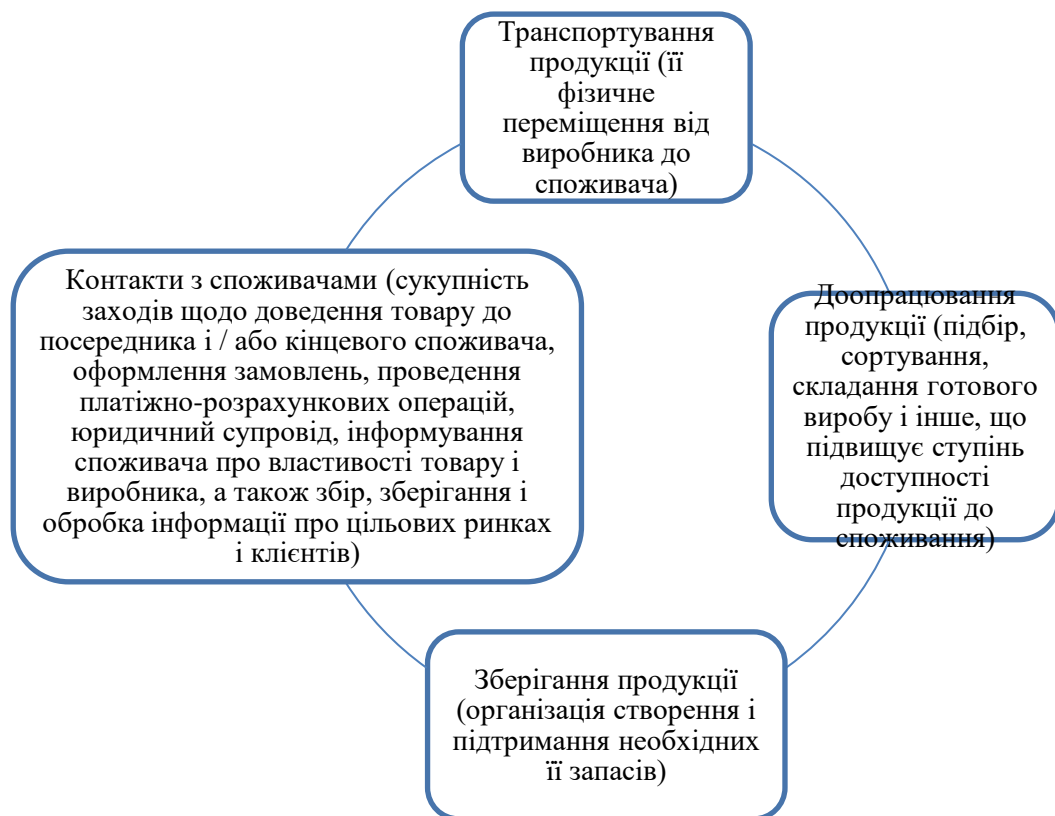 Транспортування
продукції (її
фізичне
переміщення від
виробника до
споживача)
Контакти з споживачами (сукупність
заходів щодо доведення товару до
посередника і / або кінцевого споживача,
оформлення замовлень, проведення
платіжно-розрахункових операцій,
юридичний супровід, інформування
споживача про властивості товару і
виробника, а також збір, зберігання і
обробка інформації про цільових ринках
і клієнтів)
Доопрацювання
продукції (підбір,
сортування,
складання готового
виробу і інше, що
підвищує ступінь
доступності
продукції до
споживання)
Зберігання продукції
(організація створення і
підтримання необхідних
її запасів)